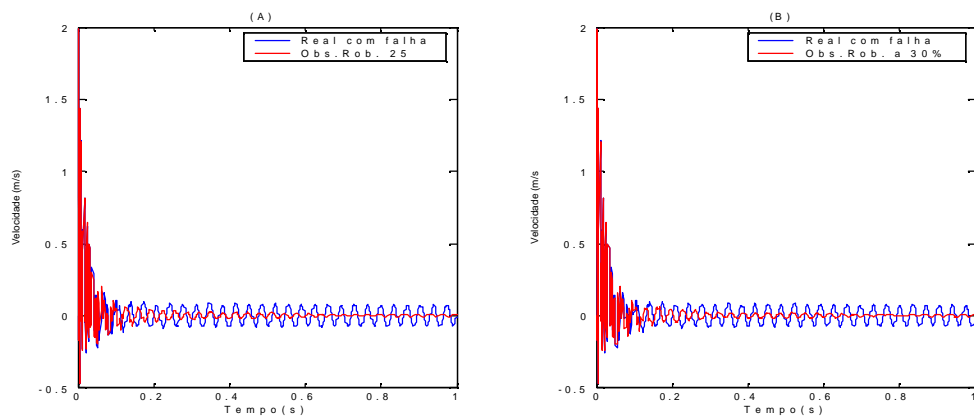 (A)
2
1.5
1
0.5
0
-0.5
Velocidade (m/s)
Real com falha
Obs.Rob. 25
0 0.2 0.4 0.6 0.8 1
Tempo(s)
(B)
2
1.5
1
0.5
0
-0.5
Velocidade (m/s
Real com falha
Obs.Rob. a 30%
0 0.2 0.4 0.6 0.8 1
Tempo(s)